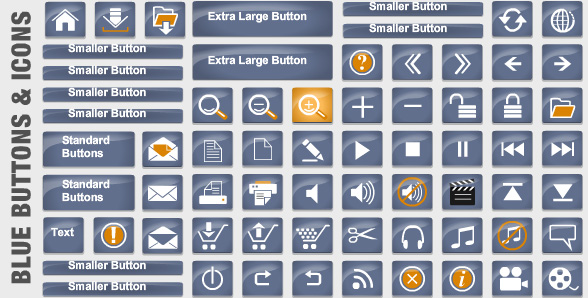 BLUE BUTTONS & ICONS
Extra Large Button
Smaller Button
Smaller Button
Smaller Button
Extra Large Button
Smaller Button
Smaller Button
Smaller Button
Standard
Buttons
Standard
Buttons
Text
Smaller Button
Smaller Button